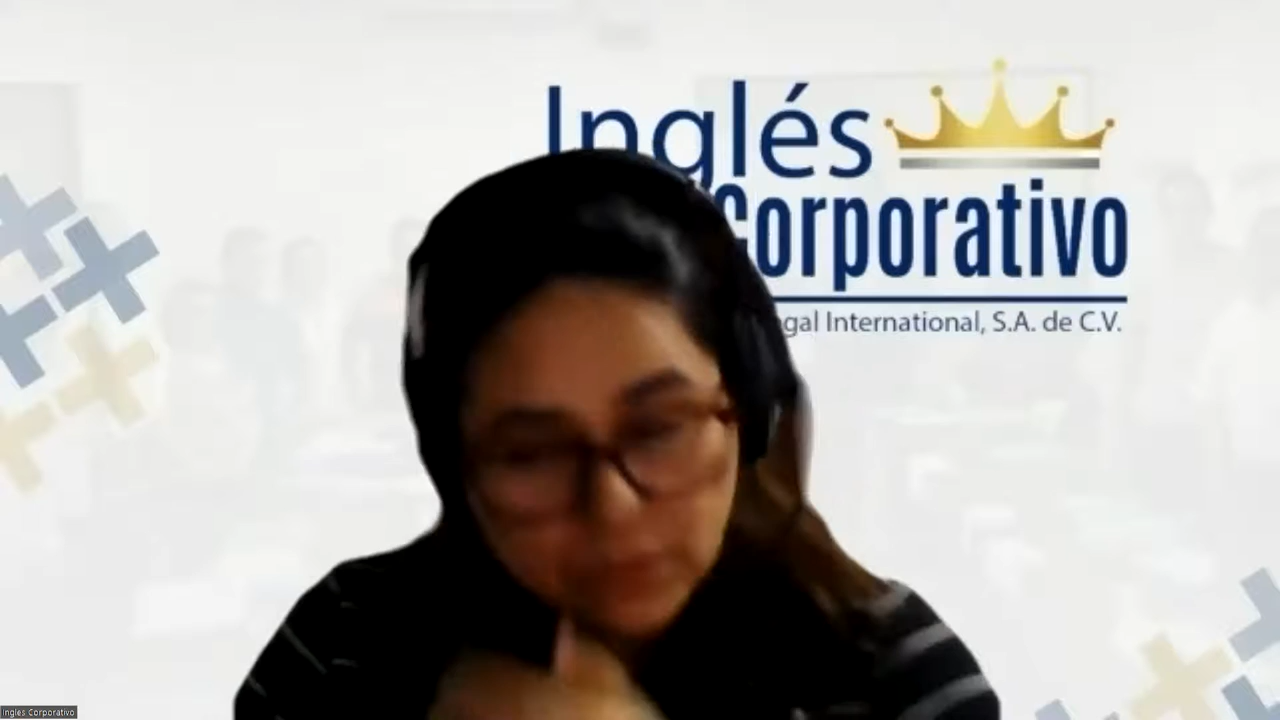 Inglés
Corporativo
gal International, S.A. de C.V.
Ingles Corporativo